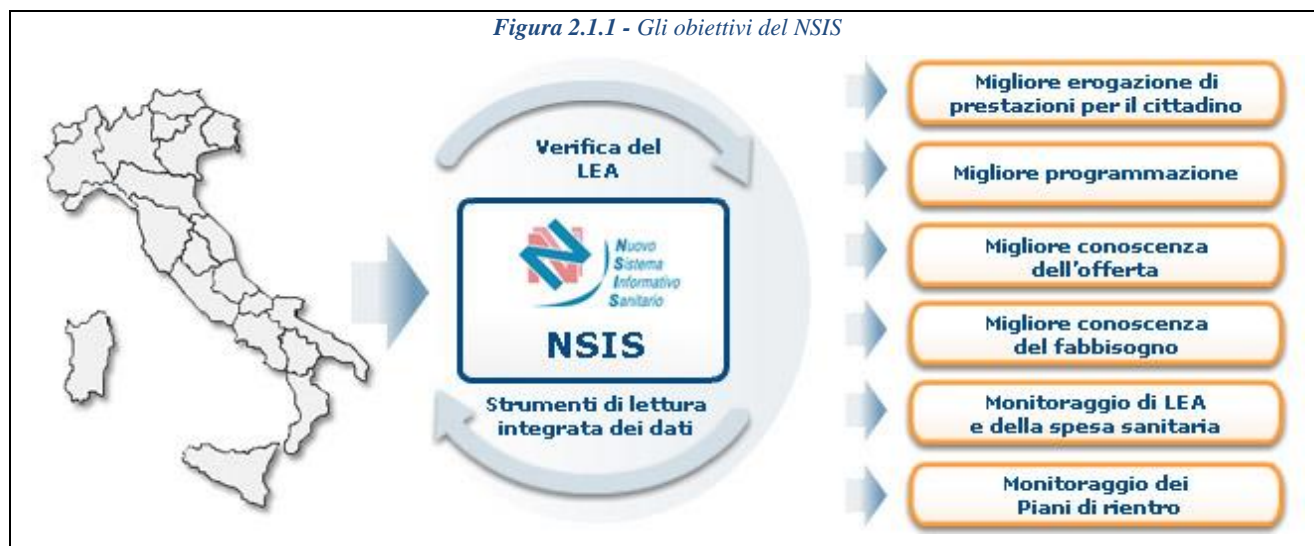 Figura 2.1.1 - Gli obiettivi del NSIS
Verifica del
LEA
Nuovo
Sistema
Informativo
Sanitario
NSIS
Strumenti di lettura
integrata dei dati
Migliore erogazione di
prestazioni per il cittadino
Migliore programmazione
Migliore conoscenza
dell'offerta
Migliore conoscenza
del fabbisogno
Monitoraggio di LEA
e della spesa sanitaria
Monitoraggio dei
Piani di rientro